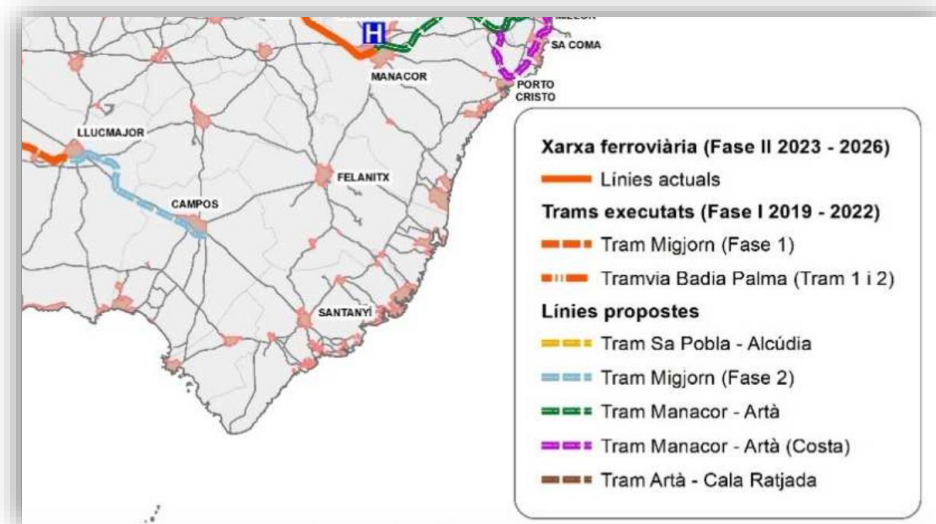 H
SA COMA
MANACOR
PORTO
CRISTO
LLUCMAJOR
FELANITX
CAMPOS
SANTANYÍ
Xarxa ferroviària (Fase II 2023 - 2026)
Línies actuals
Trams executats (Fase I 2019 - 2022)
Tram Migjorn (Fase 1)
Tramvia Badia Palma (Tram 1 i 2)
Línies propostes
Tram Sa Pobla - Alcúdia
Tram Migjorn (Fase 2)
Tram Manacor - Artà
Tram Manacor - Artà (Costa)
Tram Artà - Cala Ratjada